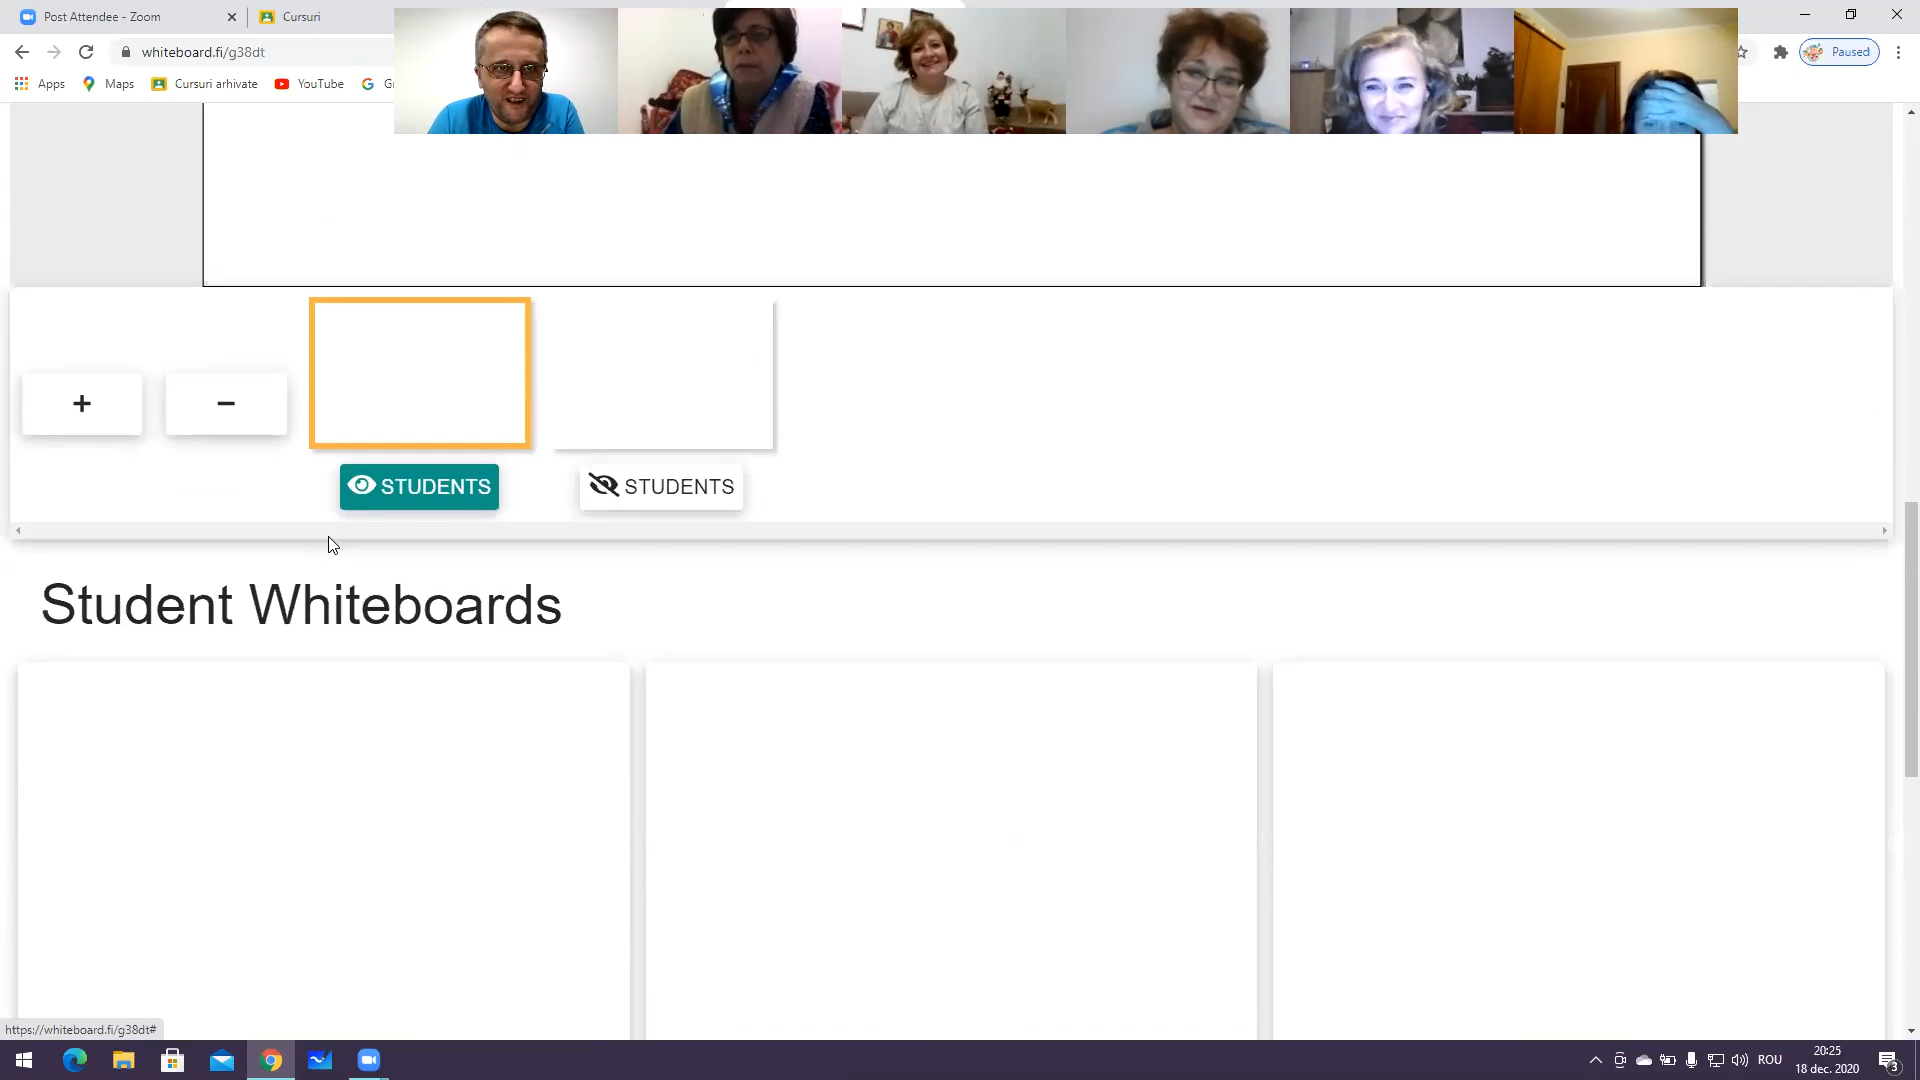 Post Attendee - Zoom
Cursuri
whiteboard.fi/g38dt
Paused
Apps
Maps
Cursuri arhivate
YouTube
+
−
STUDENTS
STUDENTS
Student Whiteboards
https://whiteboard.fi/g38dt#
ROU
20:25
18 dec. 2020
3